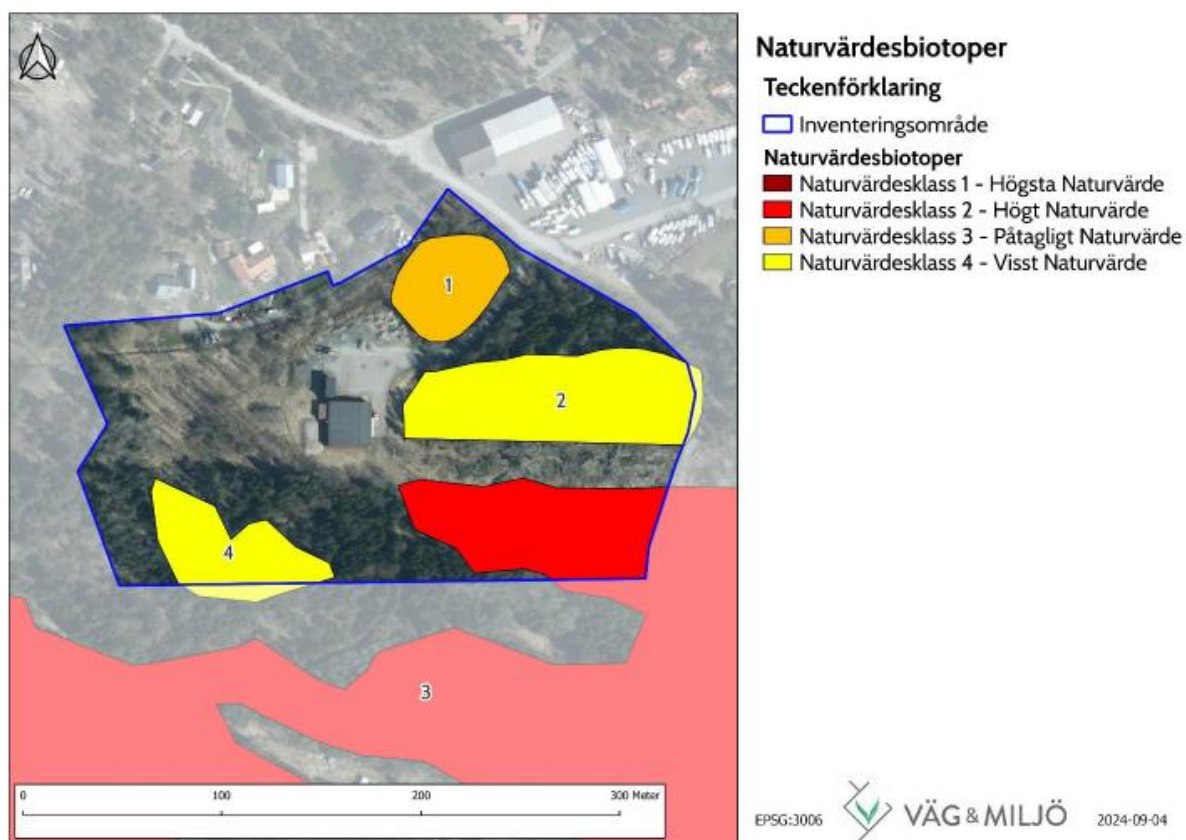 Naturvärdesbiotoper
Teckenförklaring
Inventeringsområde
Naturvärdesbiotoper
Naturvärdesklass 1 - Högsta Naturvärde
Naturvärdesklass 2 - Högt Naturvärde
Naturvärdesklass 3 - Påtagligt Naturvärde
Naturvärdesklass 4 - Visst Naturvärde
1
2
4
3
0 100 200 300 Meter
EPSG:3006 VÄG & MILJÖ 2024-09-04